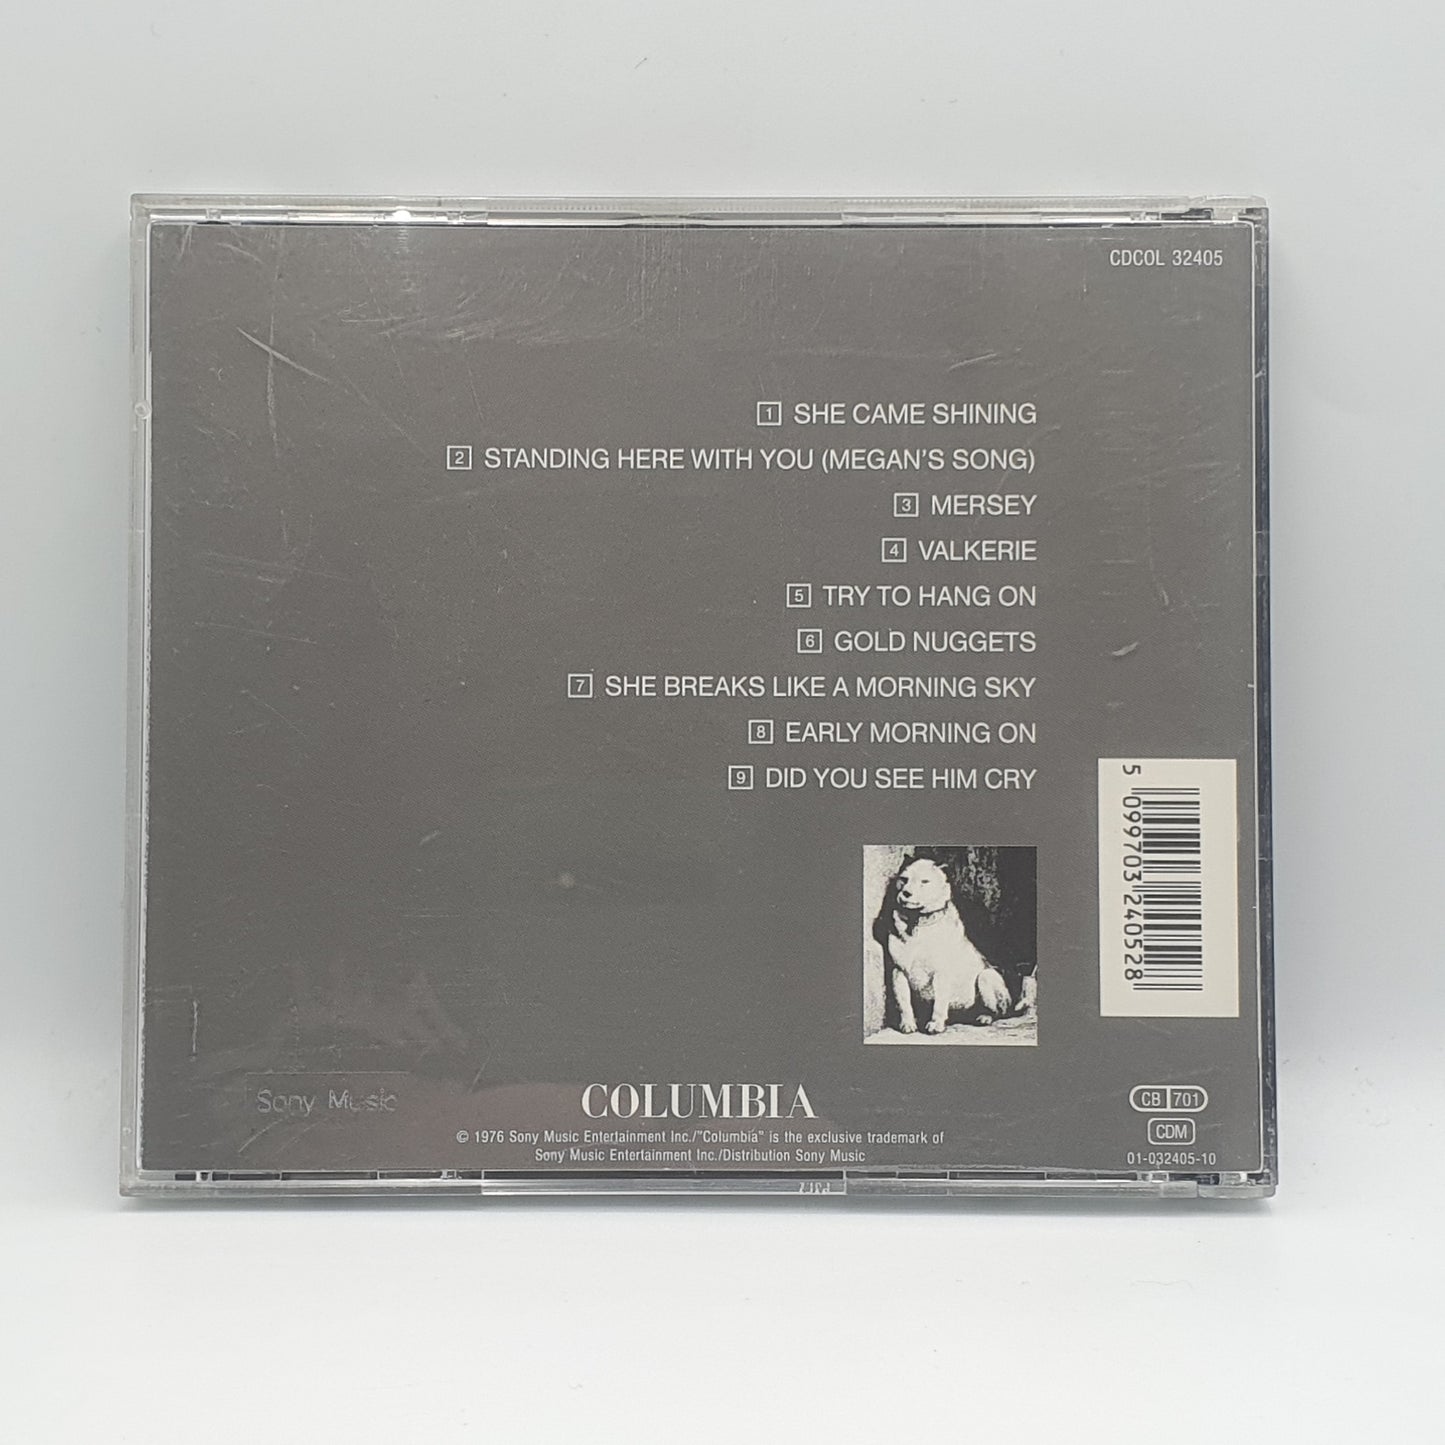 CDCOL 32405
1 SHE CAME SHINING
2 STANDING HERE WITH YOU (MEGAN'S SONG)
3 MERSEY
4 VALKERIE
5 TRY TO HANG ON
6 GOLD NUGGETS
7 SHE BREAKS LIKE A MORNING SKY
8 EARLY MORNING ON
9 DID YOU SEE HIM CRY
5 099703 240528
Sony Music
COLUMBIA
© 1976 Sony Music Entertainment Inc./"Columbia" is the exclusive trademark of
Sony Music Entertainment Inc./Distribution Sony Music
CB 701
CDM
01-032405-10